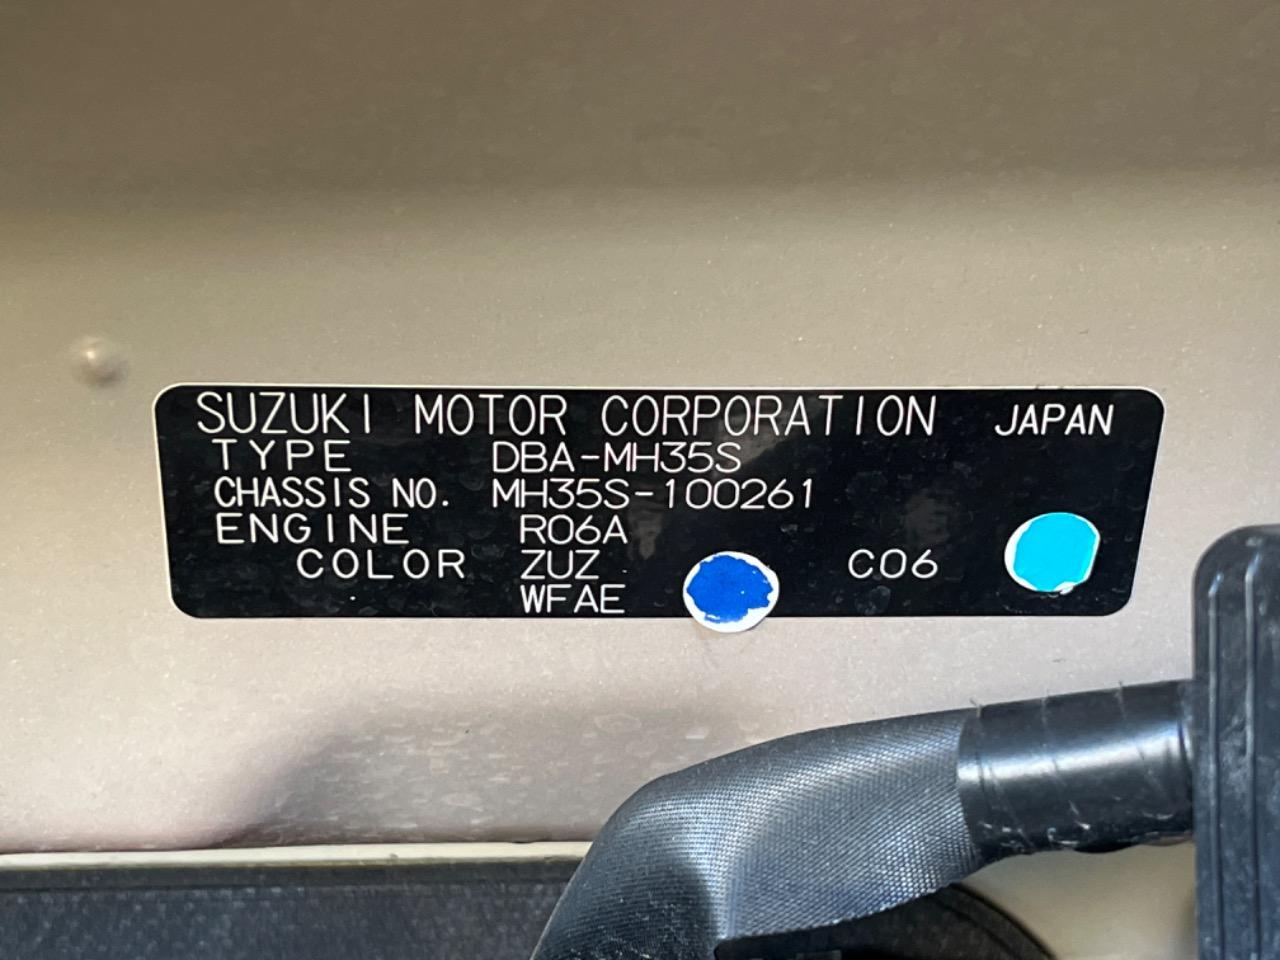 SUZUKI MOTOR CORPORATION JAPAN
TYPE DBA-MH35S
CHASSIS NO. MH35S-100261
ENGINE R06A
COLOR ZUZ C06
WFAE